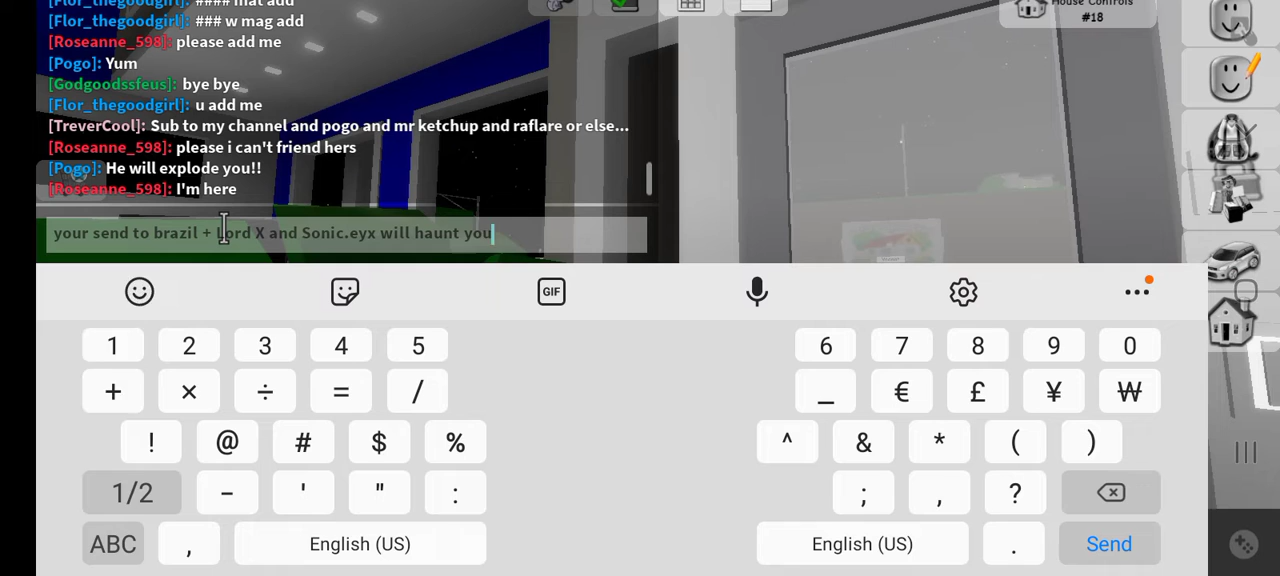 [Flor_thegoodgirl]: #### mat add
[Flor_thegoodgirl]: ### w mag add
[Roseanne_598]: please add me
[Pogo]: Yum
[Godgoodssfeus]: bye bye
[Flor_thegoodgirl]: u add me
[TreverCool]: Sub to my channel and pogo and mr ketchup and raflare or else...
[Roseanne_598]: please i can't friend hers
[Pogo]: He will explode you!!
[Roseanne_598]: I'm here
your send to brazil + Lord X and Sonic.eyx will haunt you
House Controls
#18
GIF
1 2 3 4 5 6 7 8 9 0
+ × ÷ = / _ € £ ¥ ₩
! @ # $ % ^ & * ( )
1/2 - ' " : ; , ?
ABC , English (US) English (US) . Send